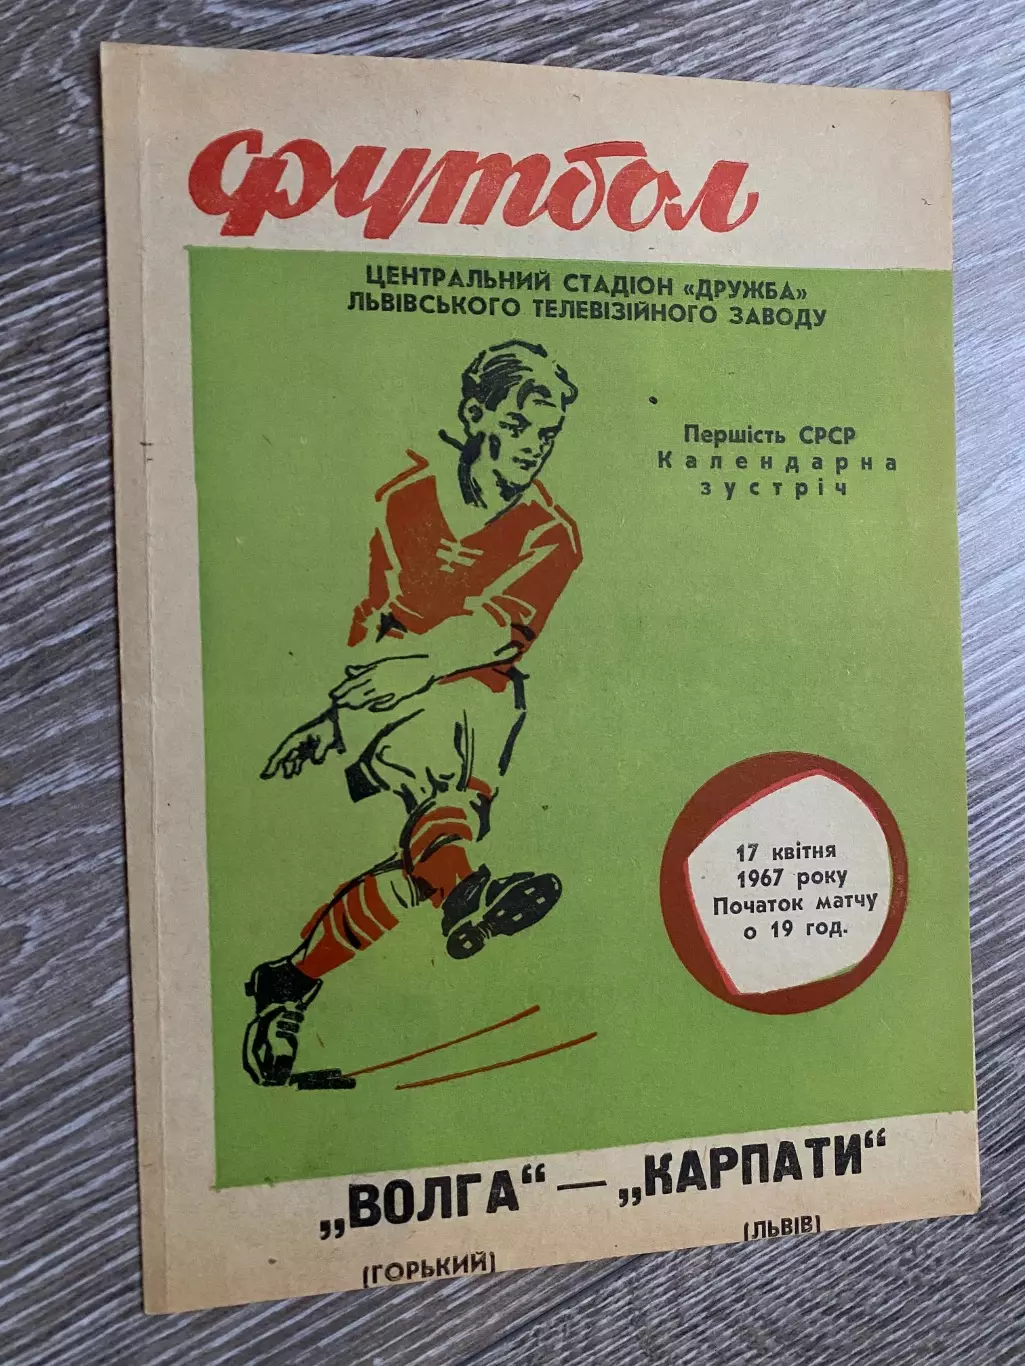 футбол
ЦЕНТРАЛЬНИЙ СТАДІОН «ДРУЖБА»
ЛЬВІВСЬКОГО ТЕЛЕВІЗІЙНОГО ЗАВОДУ
Першість СРСР
Календарна
зустріч
17 квітня
1967 року
Початок матчу
о 19 год.
„ВОЛГА“ — „КАРПАТИ“
(ГОРЬКИЙ) (ЛЬВІВ)